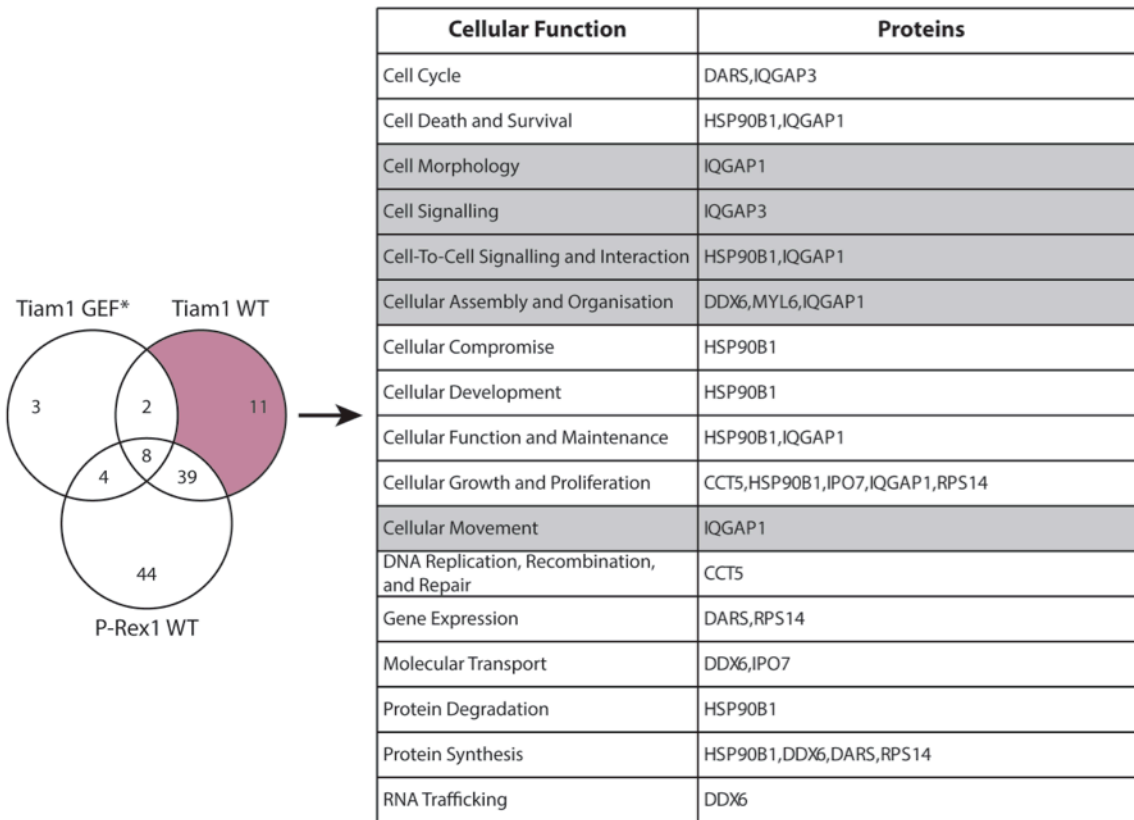 Cellular Function Proteins
Cell Cycle DARS,IQGAP3
Cell Death and Survival HSP90B1,IQGAP1
Cell Morphology IQGAP1
Cell Signalling IQGAP3
Cell-To-Cell Signalling and Interaction HSP90B1,IQGAP1
Cellular Assembly and Organisation DDX6,MYL6,IQGAP1
Cellular Compromise HSP90B1
Cellular Development HSP90B1
Cellular Function and Maintenance HSP90B1,IQGAP1
Cellular Growth and Proliferation CCT5,HSP90B1,IPO7,IQGAP1,RPS14
Cellular Movement IQGAP1
DNA Replication, Recombination,
and Repair CCT5
Gene Expression DARS,RPS14
Molecular Transport DDX6,IPO7
Protein Degradation HSP90B1
Protein Synthesis HSP90B1,DDX6,DARS,RPS14
RNA Trafficking DDX6
Tiam1 GEF* Tiam1 WT
3 2 11
8
4 39
44
P-Rex1 WT